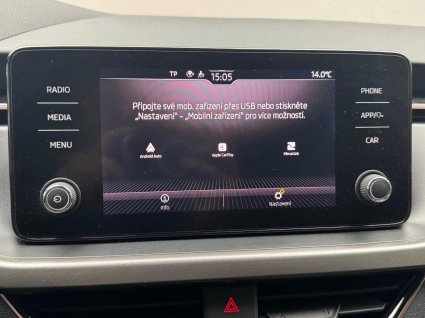 TP 15:05 14.0°C
RADIO
MEDIA
MENU
PHONE
APP/
CAR
Připojte své mob. zařízení přes USB nebo stiskněte
„Nastavení“ - „Mobilní zařízení“ pro více možností.
Android Auto
Apple CarPlay
MirrorLink
Info
Nastavení